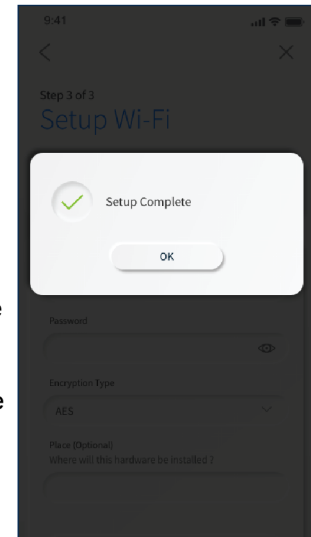 9:41
Step 3 of 3
Setup Wi-Fi
Setup Complete
OK
e
Password
e
Encryption Type
AES
Place (Optional)
Where will this hardware be installed ?